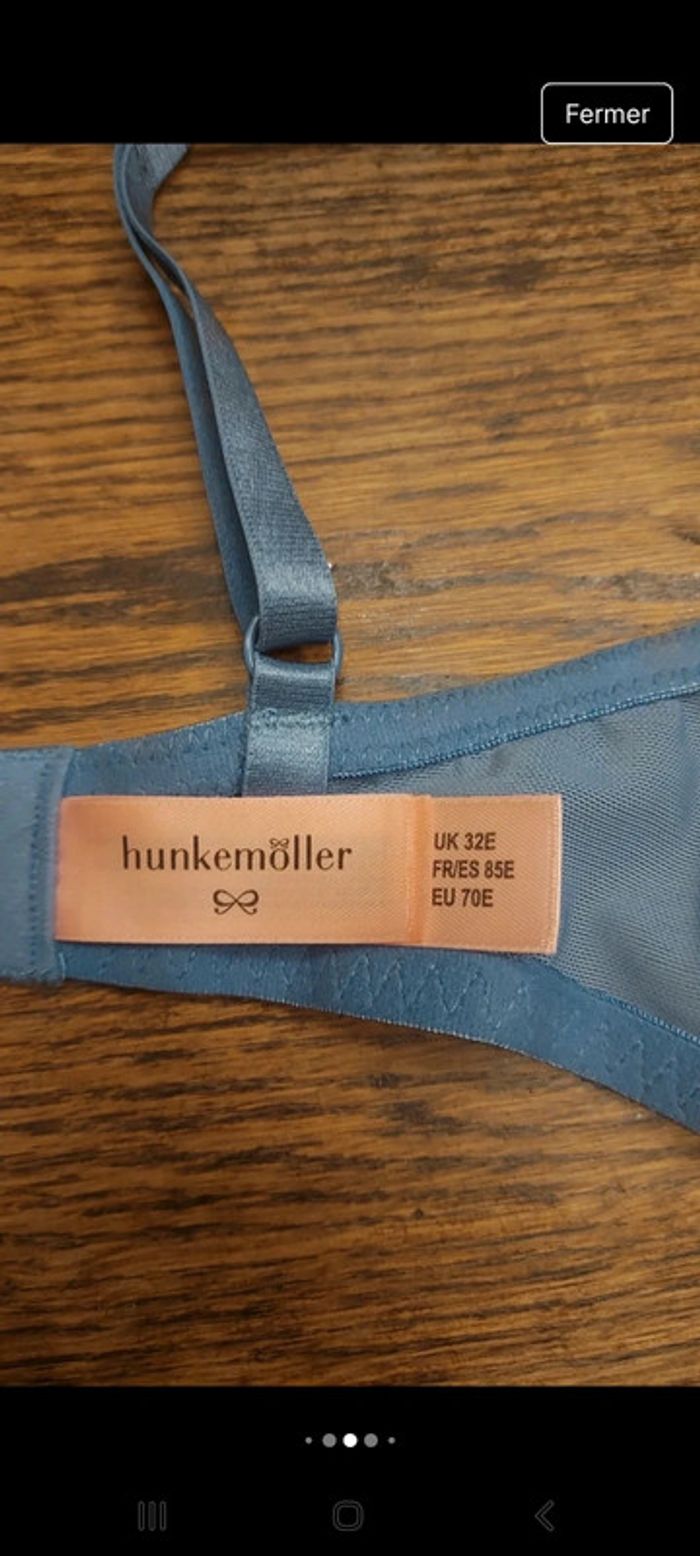 Fermer
hunkemöller
UK 32E
FR/ES 85E
EU 70E